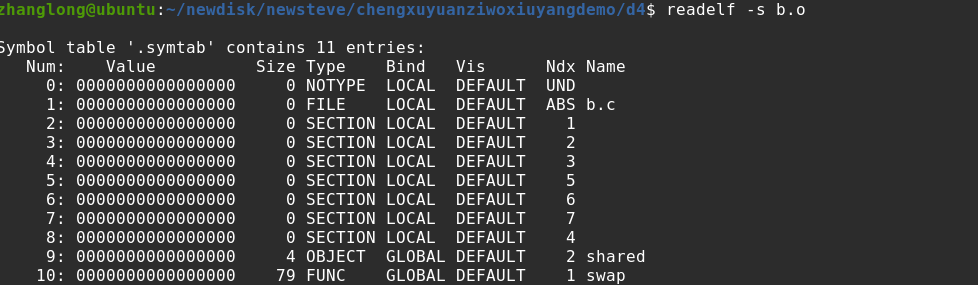 zhanglong@ubuntu:~/newdisk/newsteve/chengxuyuanziwoxiuyangdemo/d4$ readelf -s b.o
Symbol table '.symtab' contains 11 entries:
Num: Value Size Type Bind Vis Ndx Name
0: 0000000000000000 0 NOTYPE LOCAL DEFAULT UND
1: 0000000000000000 0 FILE LOCAL DEFAULT ABS b.c
2: 0000000000000000 0 SECTION LOCAL DEFAULT 1
3: 0000000000000000 0 SECTION LOCAL DEFAULT 2
4: 0000000000000000 0 SECTION LOCAL DEFAULT 3
5: 0000000000000000 0 SECTION LOCAL DEFAULT 5
6: 0000000000000000 0 SECTION LOCAL DEFAULT 6
7: 0000000000000000 0 SECTION LOCAL DEFAULT 7
8: 0000000000000000 0 SECTION LOCAL DEFAULT 4
9: 0000000000000000 4 OBJECT GLOBAL DEFAULT 2 shared
10: 0000000000000000 79 FUNC GLOBAL DEFAULT 1 swap